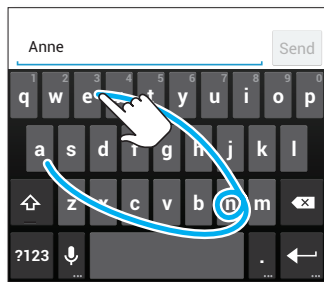 Anne
Send
1 2 3 4 5 6 7 8 9 0
q w e t y u i o p
a s d f g h j k l
z x c v b n m
?123 . ...